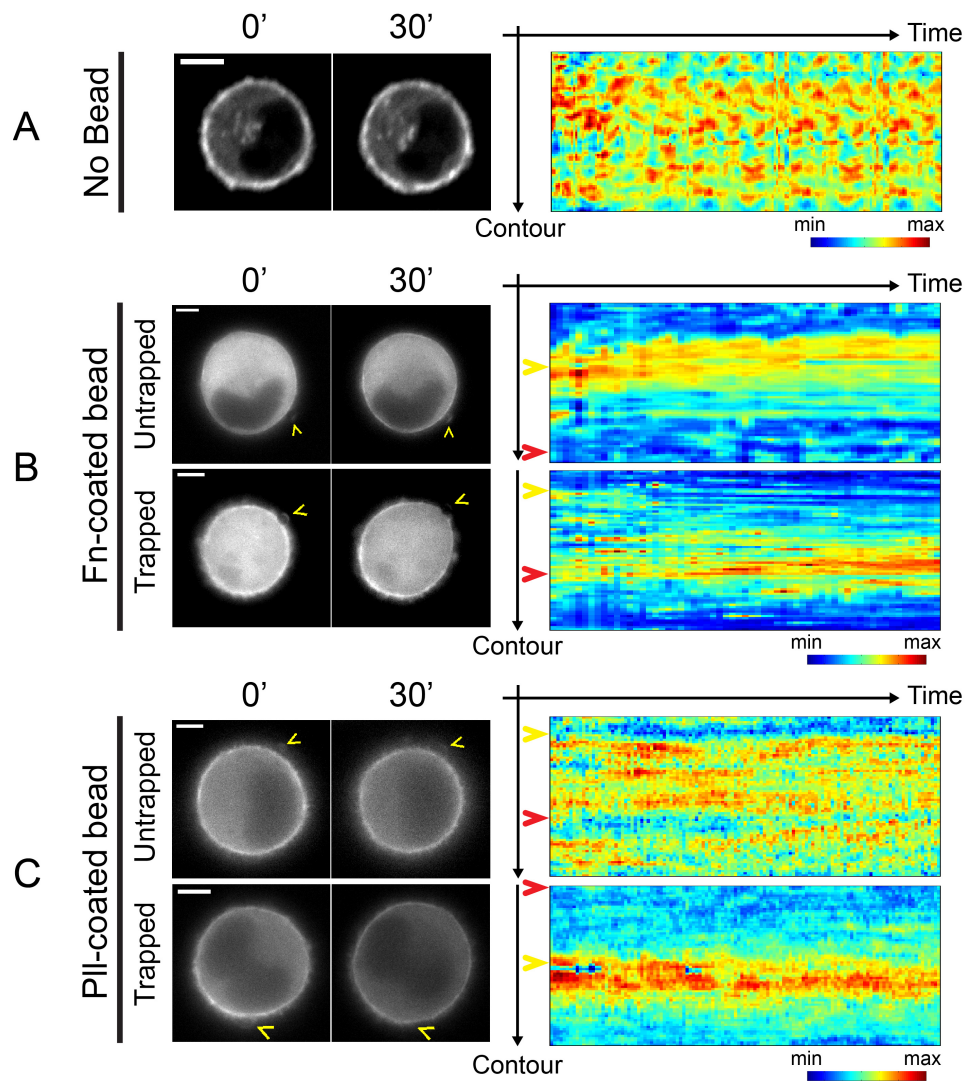 0’ 30’ Time
A No Bead
Contour
min max
0’ 30’ Time
B Fn-coated bead
Untrapped
Trapped
Contour
min max
0’ 30’ Time
C Pll-coated bead
Untrapped
Trapped
Contour
min max